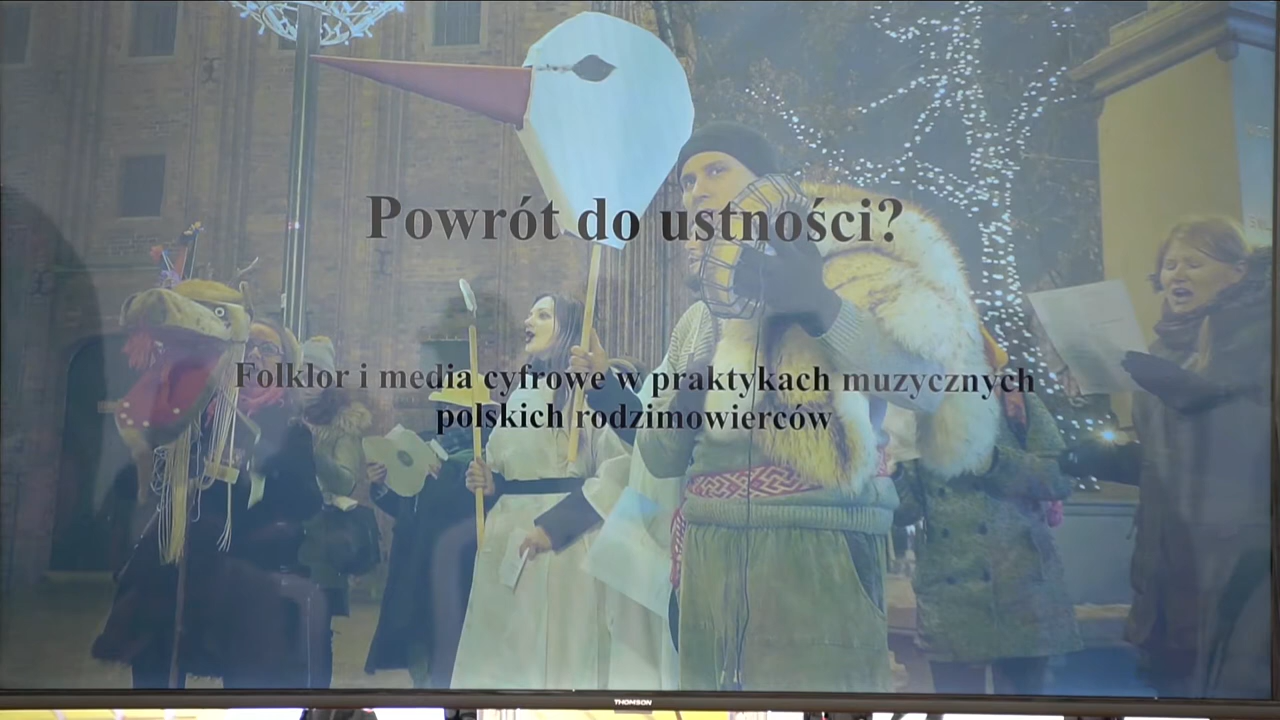 Powrót do ustności?
Folklor i media cyfrowe w praktykach muzycznych
polskich rodzimowierców
THOMSON